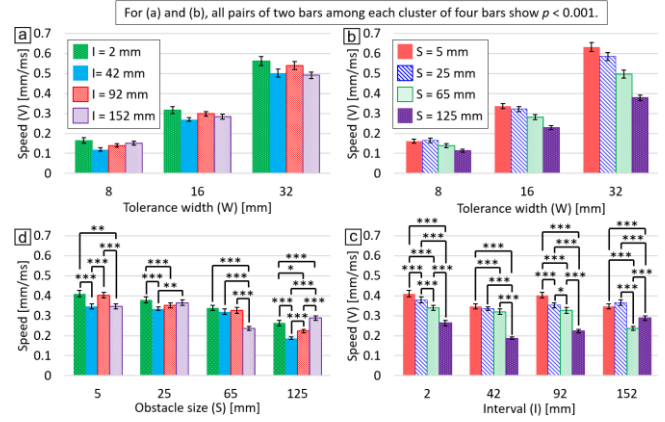 For (a) and (b), all pairs of two bars among each cluster of four bars show p < 0.001.
a
Speed (V) [mm/ms]
0.7
0.6
0.5
0.4
0.3
0.2
0.1
0
I = 2 mm
I = 42 mm
I = 92 mm
I = 152 mm
8 16 32
Tolerance width (W) [mm]
b
Speed (V) [mm/ms]
0.7
0.6
0.5
0.4
0.3
0.2
0.1
0
S = 5 mm
S = 25 mm
S = 65 mm
S = 125 mm
8 16 32
Tolerance width (W) [mm]
d
Speed (V) [mm/ms]
0.7
0.6
0.5
0.4
0.3
0.2
0.1
0
**
***
***
***
***
***
**
***
***
***
***
*
***
***
***
***
5 25 65 125
Obstacle size (S) [mm]
c
Speed (V) [mm/ms]
0.7
0.6
0.5
0.4
0.3
0.2
0.1
0
***
***
***
***
***
***
***
***
***
***
***
***
***
*
***
***
***
***
***
***
2 42 92 152
Interval (I) [mm]